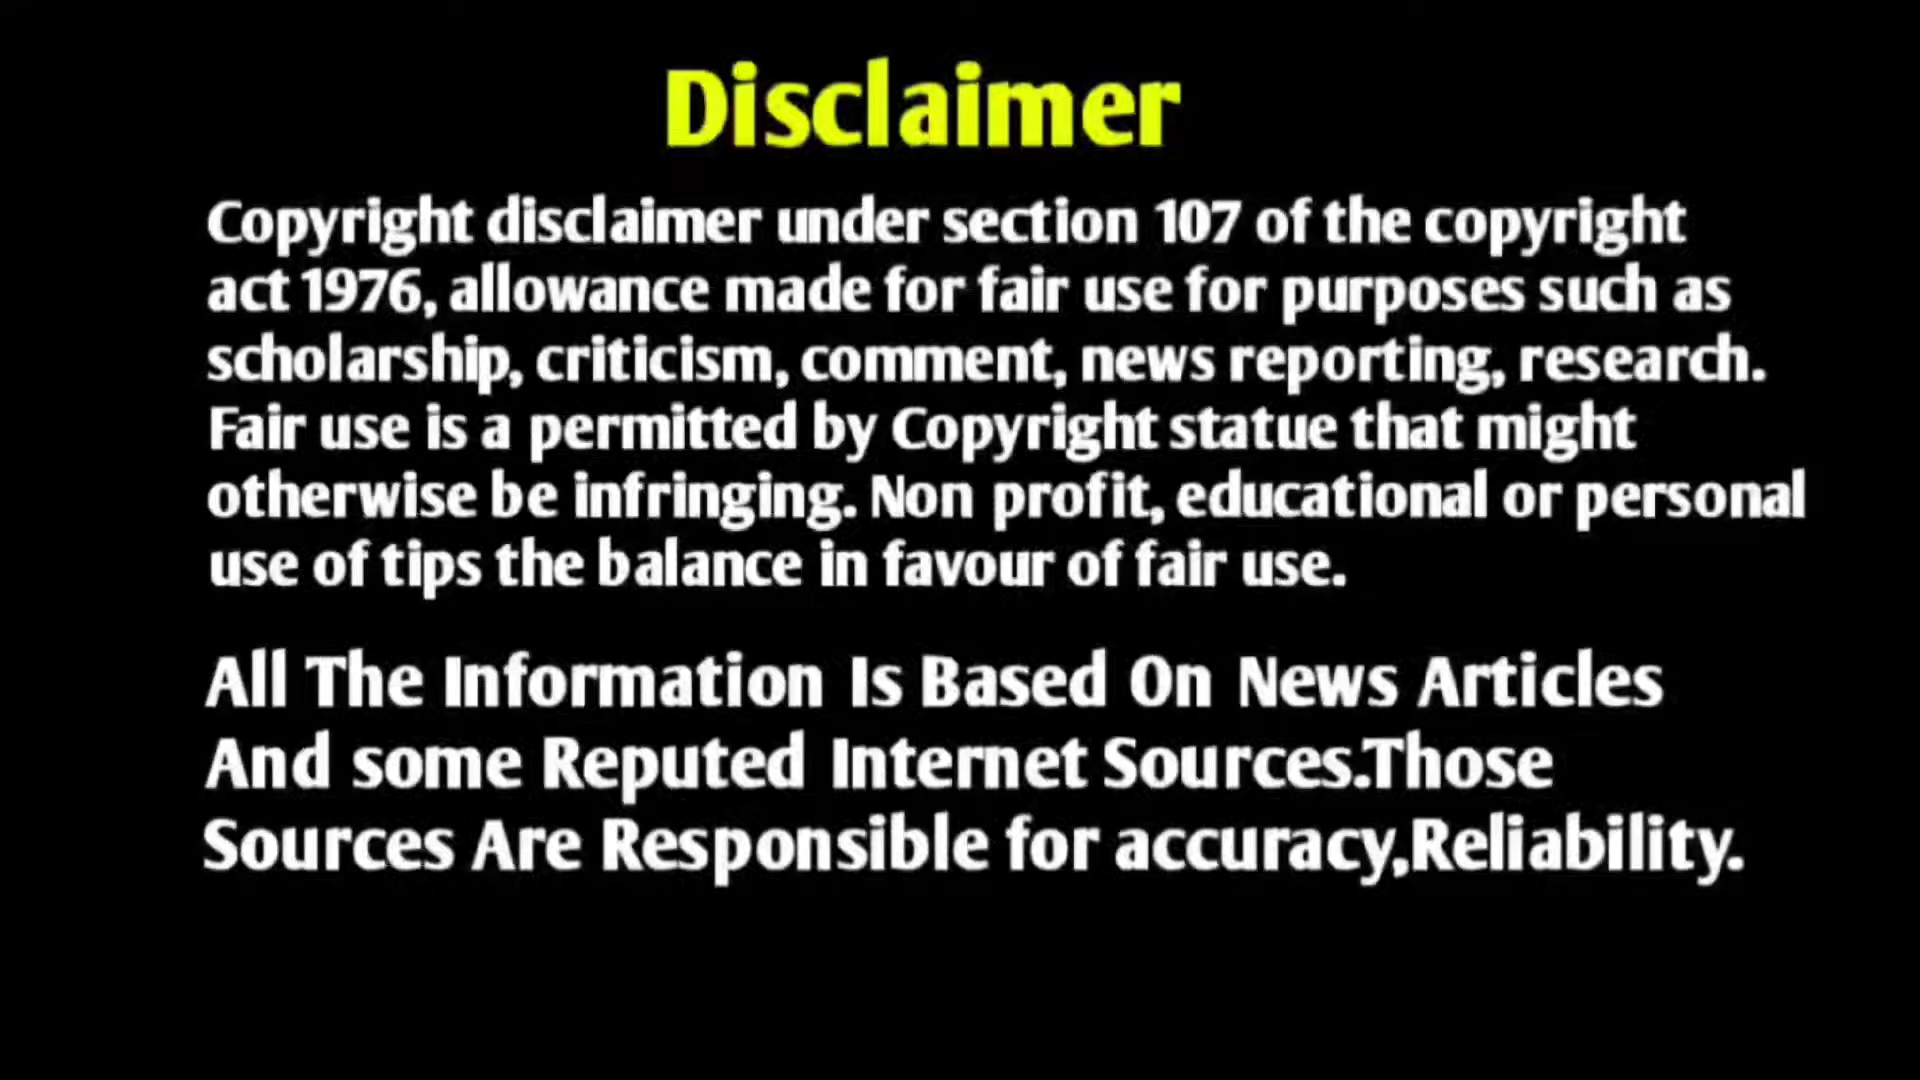 Disclaimer
Copyright disclaimer under section 107 of the copyright
act 1976, allowance made for fair use for purposes such as
scholarship, criticism, comment, news reporting, research.
Fair use is a permitted by Copyright statue that might
otherwise be infringing. Non profit, educational or personal
use of tips the balance in favour of fair use.
All The Information Is Based On News Articles
And some Reputed Internet Sources.Those
Sources Are Responsible for accuracy,Reliability.